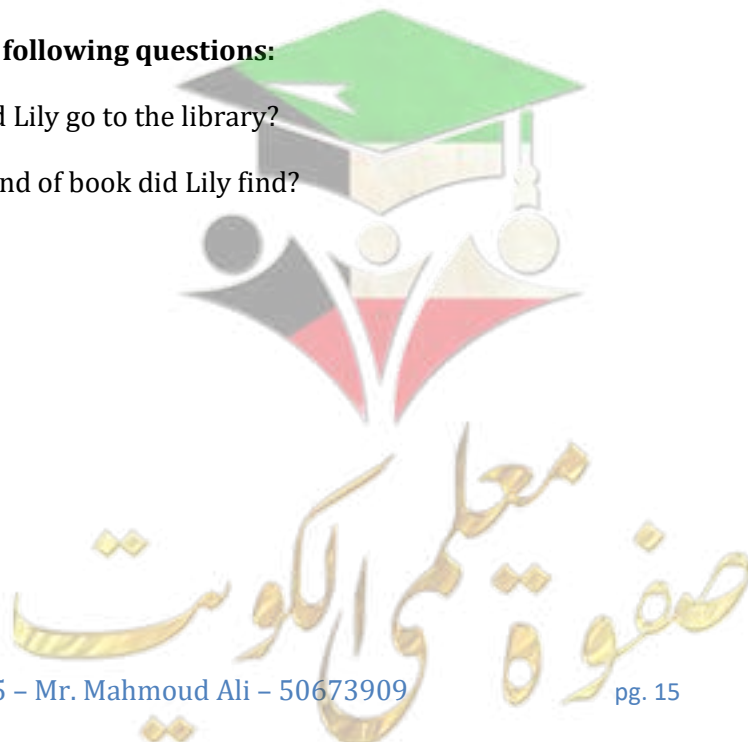 following questions:
d Lily go to the library?
nd of book did Lily find?
صفوة معلمى الكويت
5 – Mr. Mahmoud Ali – 50673909 pg. 15